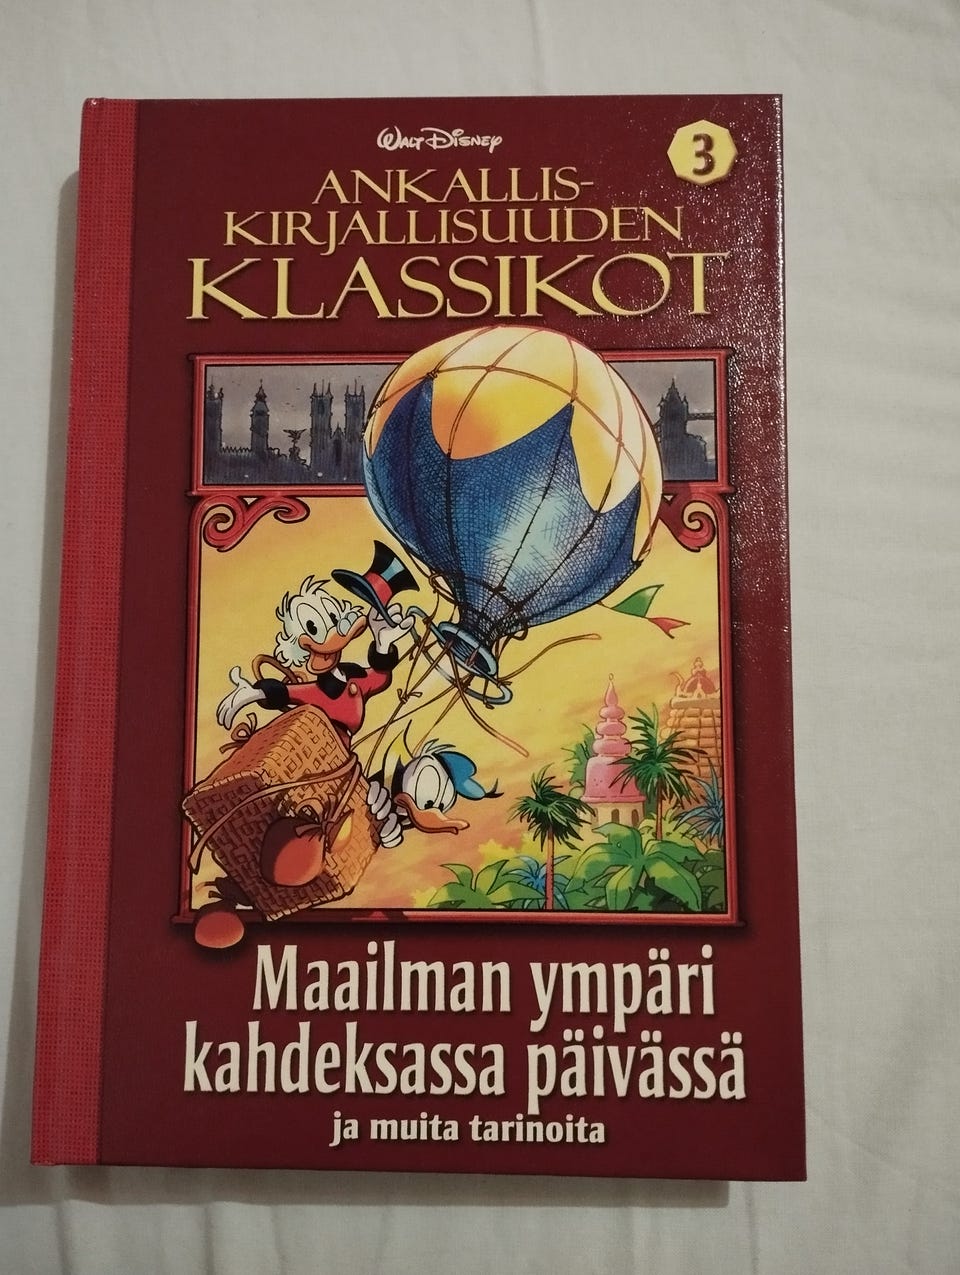 Walt Disney
3
ANKALLIS-
KIRJALLISUUDEN
KLASSIKOT
Maailman ympäri
kahdeksassa päivässä
ja muita tarinoita